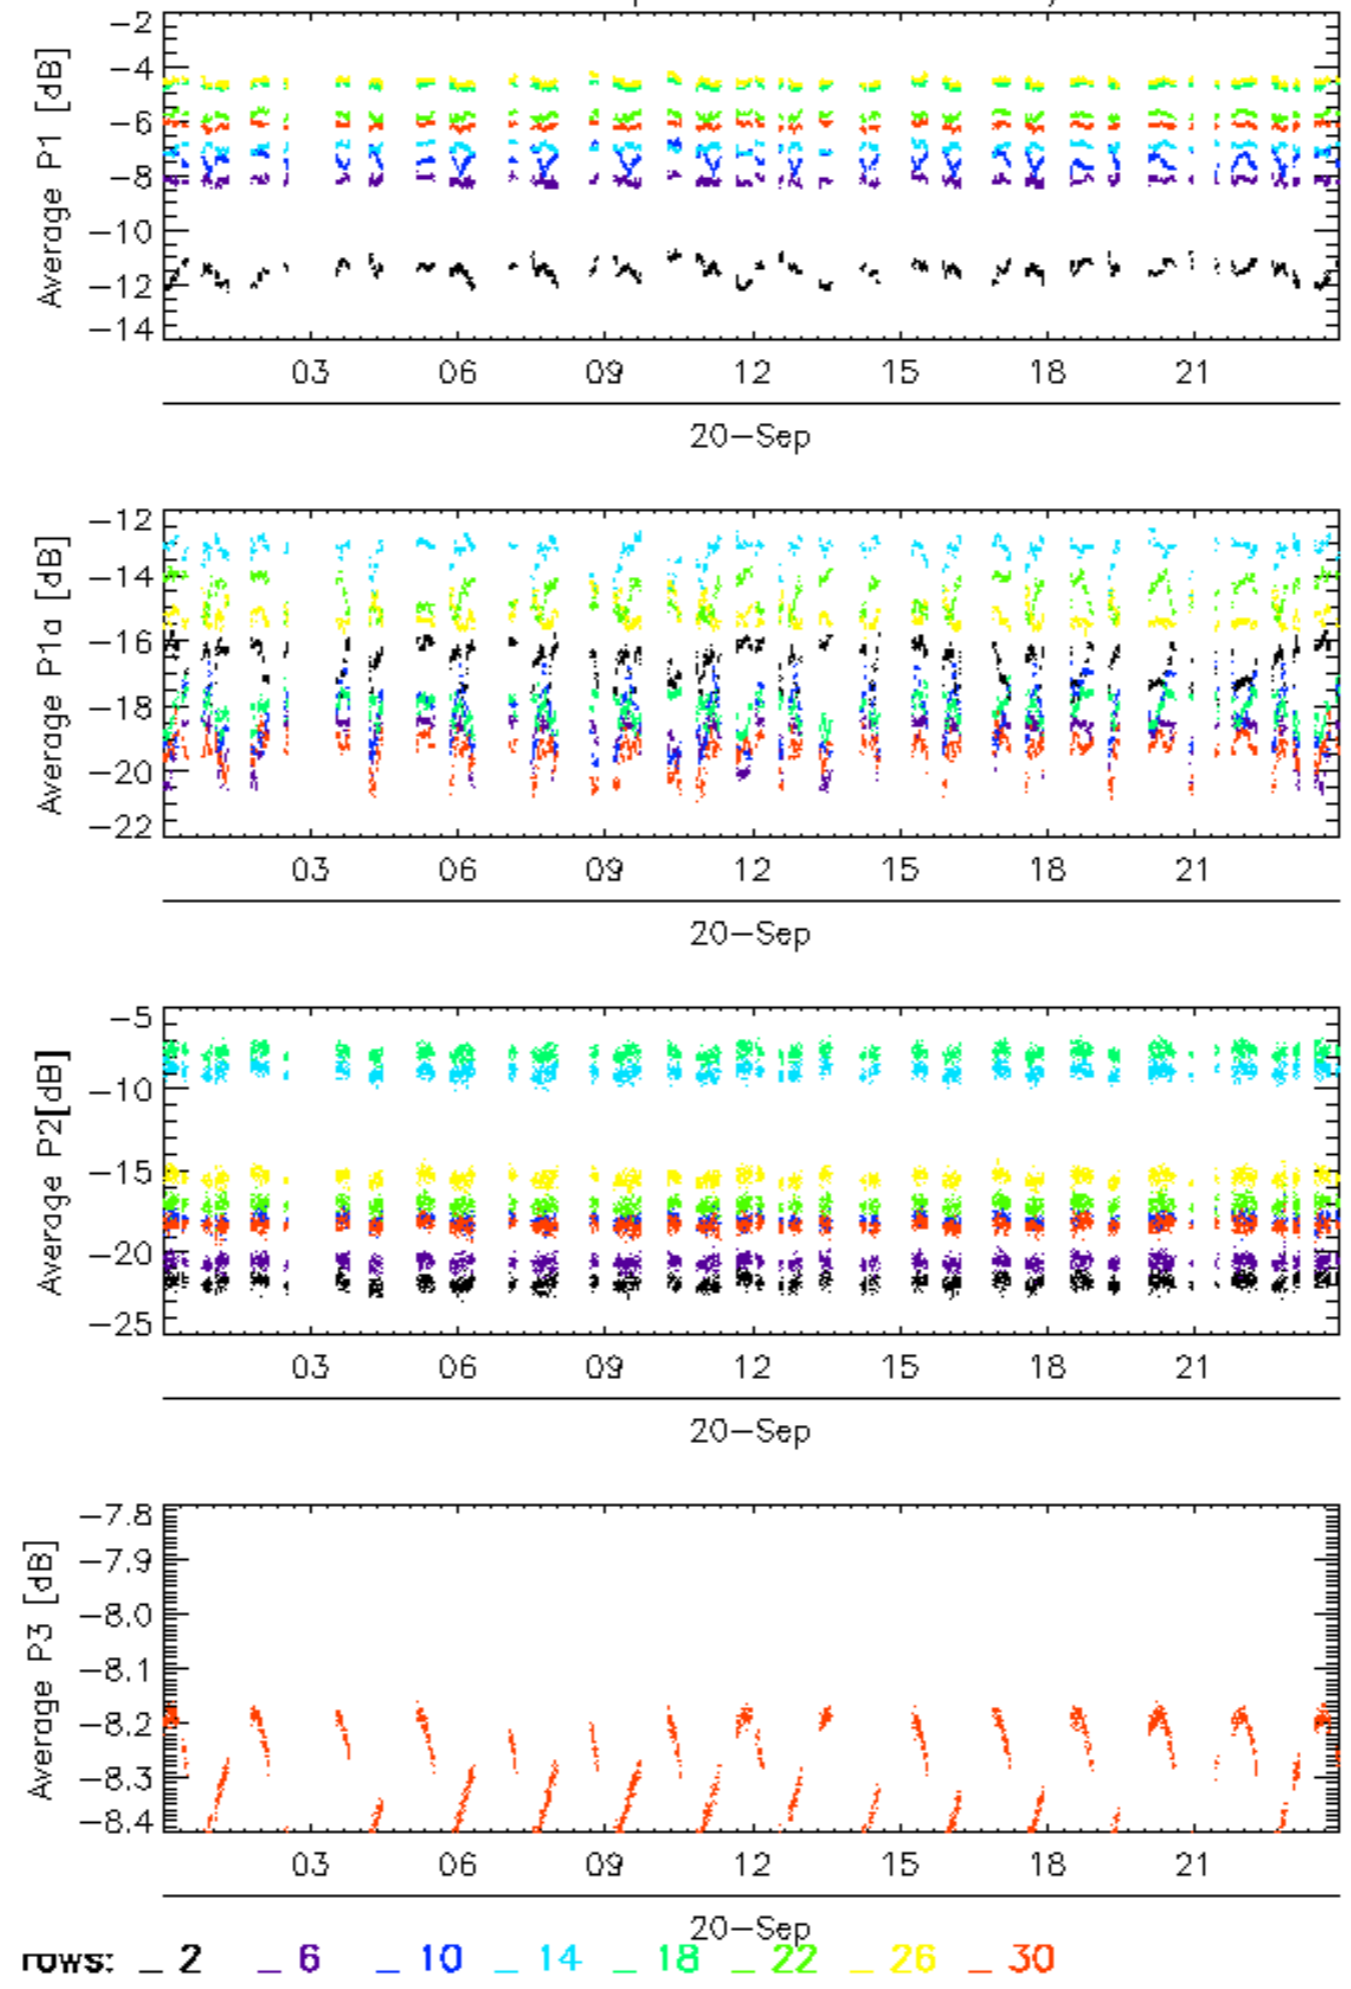 Average P1 [dB]
-2
-4
-6
-8
-10
-12
-14
03 06 09 12 15 18 21
20-Sep
Average P1a [dB]
-12
-14
-16
-18
-20
-22
03 06 09 12 15 18 21
20-Sep
Average P2[dB]
-5
-10
-15
-20
-25
03 06 09 12 15 18 21
20-Sep
Average P3 [dB]
-7.8
-7.9
-8.0
-8.1
-8.2
-8.3
-8.4
03 06 09 12 15 18 21
20-Sep
rows: _ 2 _ 6 _ 10 _ 14 _ 18 _ 22 _ 26 _ 30